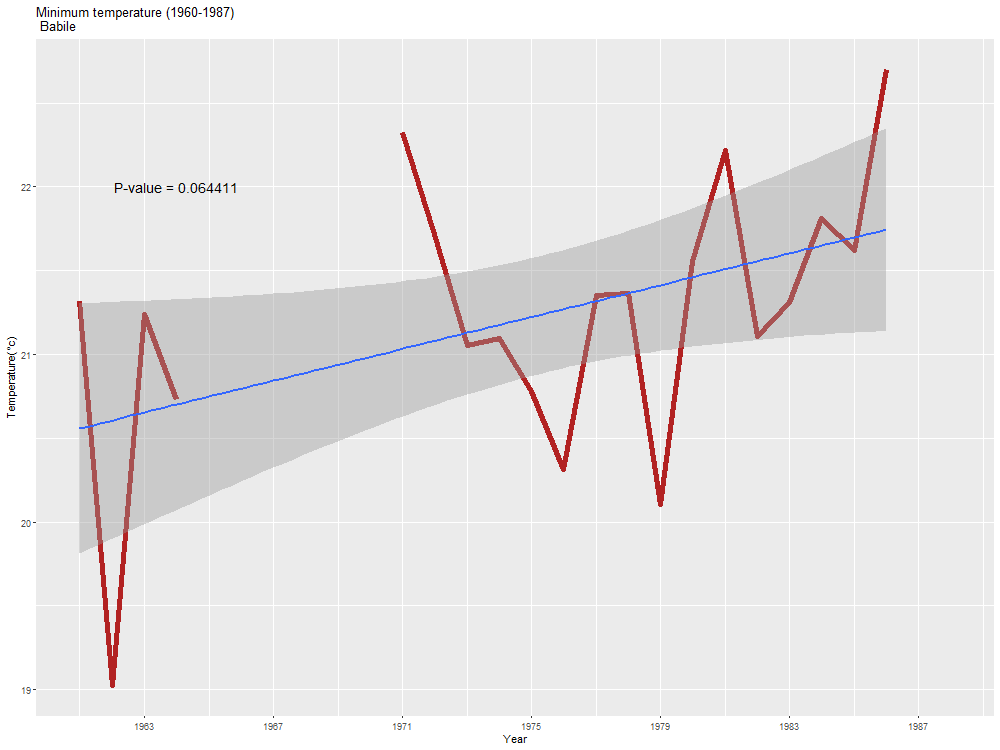 Minimum temperature (1960-1987)
Babile
P-value = 0.064411
Temperature(°c)
22
21
20
19
1963 1967 1971 1975 1979 1983 1987
Year